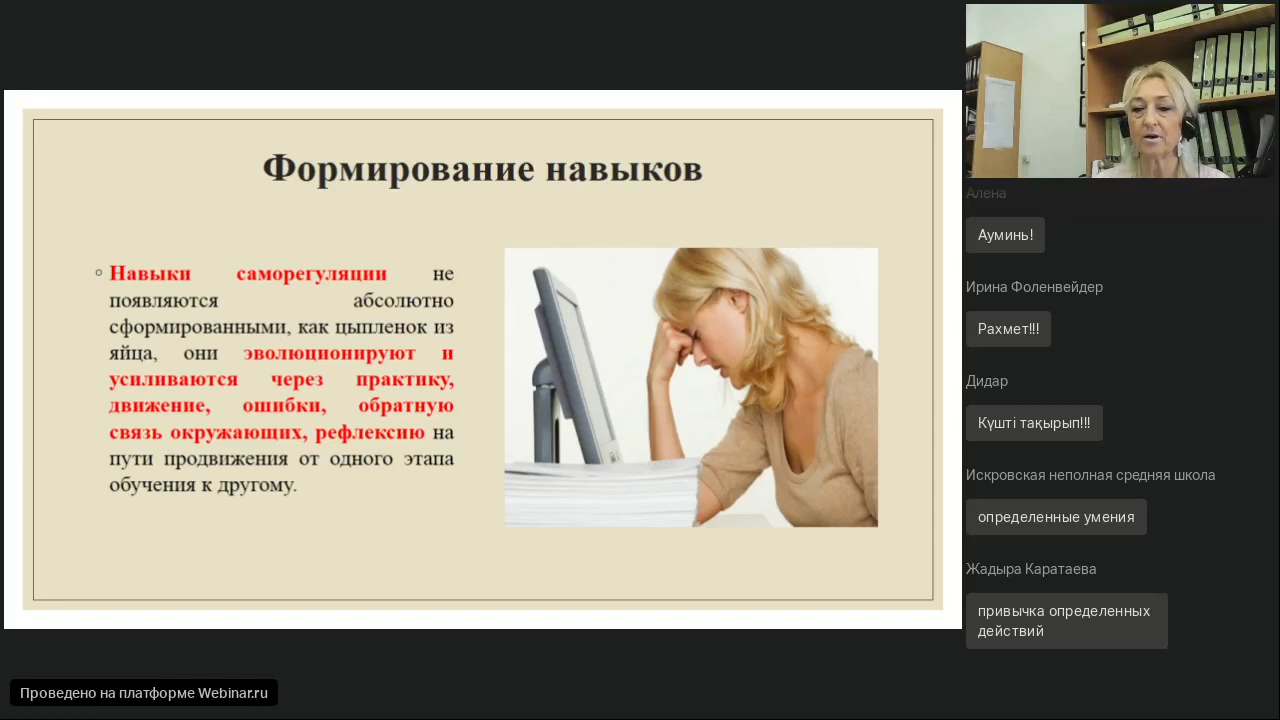 Формирование навыков
Навыки саморегуляции не
появляются абсолютно
сформированными, как цыпленок из
яйца, они эволюционируют и
усиливаются через практику,
движение, ошибки, обратную
связь окружающих, рефлексию на
пути продвижения от одного этапа
обучения к другому.
Алена
Ауминь!
Ирина Фоленвейдер
Рахмет!!!
Дидар
Күшті тақырып!!!
Искровская неполная средняя школа
определенные умения
Жадыра Каратаева
привычка определенных
действий
Проведено на платформе Webinar.ru